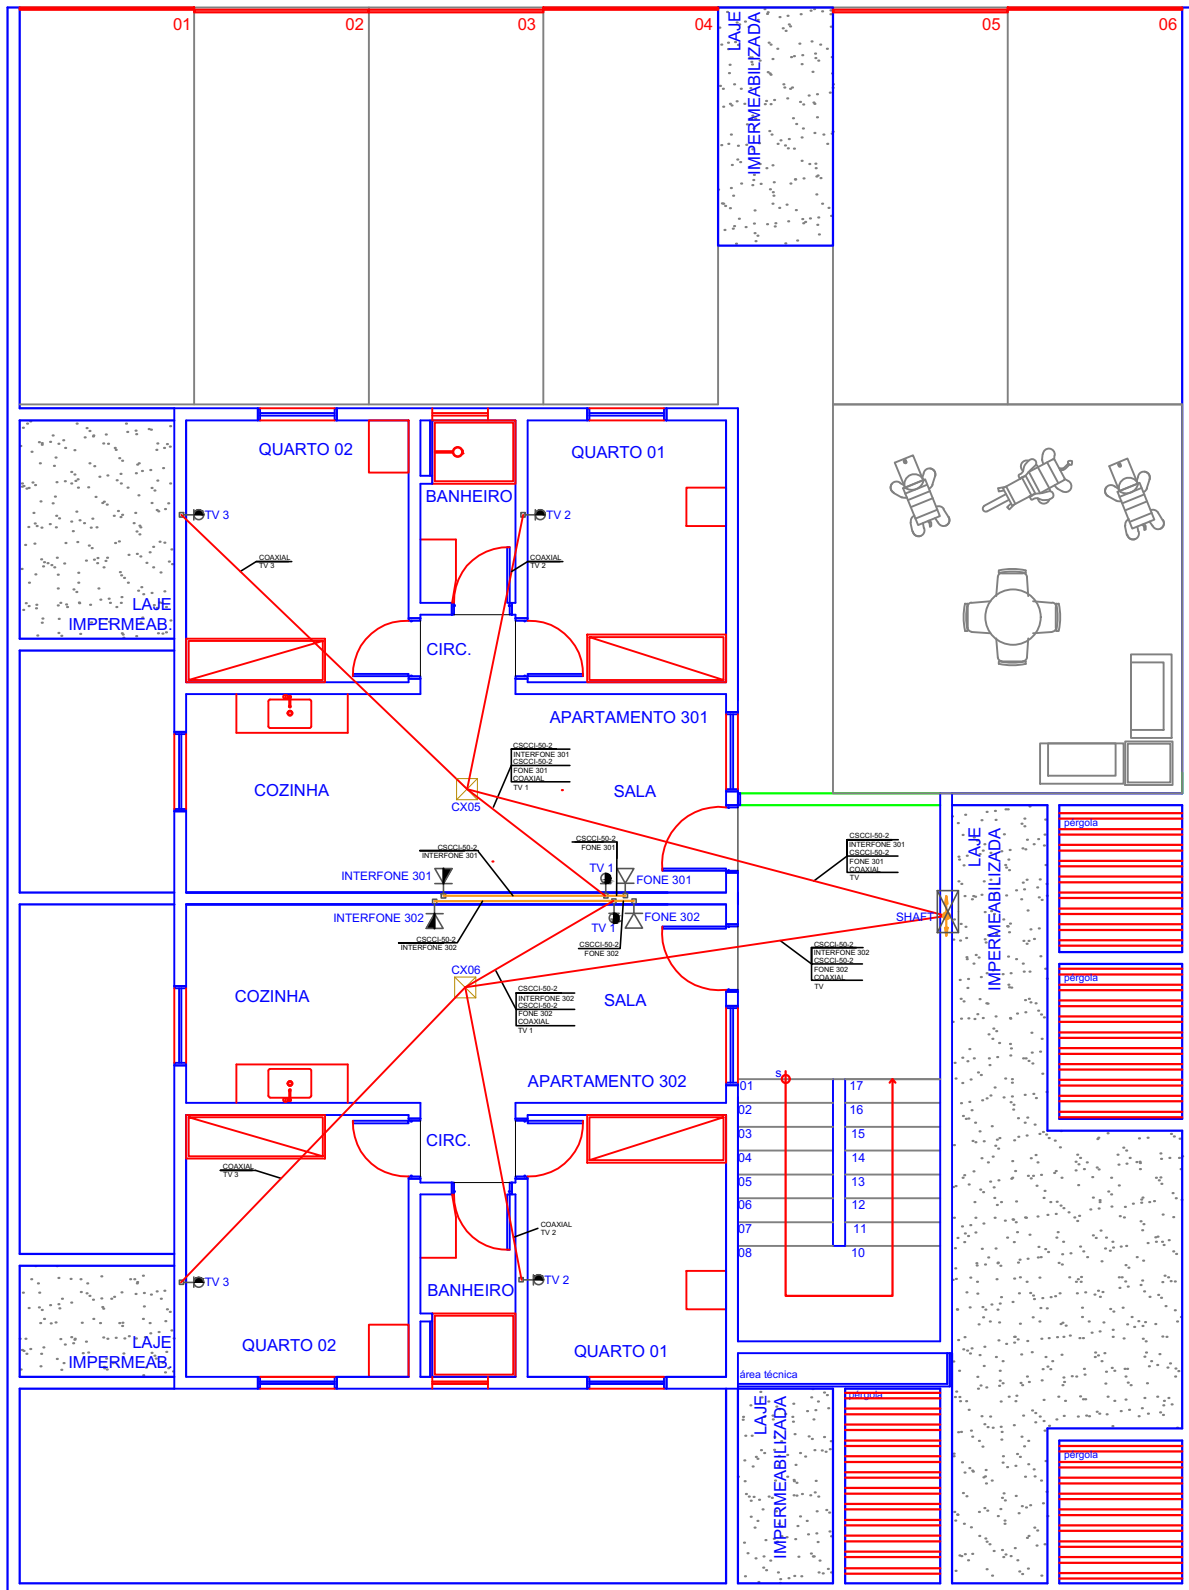 01
02
03
04
05
06
LAJE
IMPERMEABILIZADA
QUARTO 02
QUARTO 01
BANHEIRO
TV 3
TV 2
COAXIAL
TV 3
COAXIAL
TV 2
LAJE
IMPERMEAB.
CIRC.
APARTAMENTO 301
CSCCI-50-2
INTERFONE 301
CSCCI-50-2
FONE 301
COAXIAL
TV 1
COZINHA
SALA
CX05
pérgola
LAJE
IMPERMEABILIZADA
CSCCI-50-2
INTERFONE 301
CSCCI-50-2
FONE 301
COAXIAL
TV
CSCCI-50-2
FONE 301
CSCCI-50-2
INTERFONE 301
INTERFONE 301
TV 1
FONE 301
SHAFT
INTERFONE 302
TV 1
FONE 302
CSCCI-50-2
INTERFONE 302
CSCCI-50-2
FONE 302
CSCCI-50-2
INTERFONE 302
CSCCI-50-2
FONE 302
COAXIAL
TV
CX06
pérgola
COZINHA
SALA
CSCCI-50-2
INTERFONE 302
CSCCI-50-2
FONE 302
COAXIAL
TV 1
APARTAMENTO 302
s
01
17
02
16
03
15
04
14
05
13
06
12
07
11
08
10
CIRC.
COAXIAL
TV 3
COAXIAL
TV 2
TV 3
TV 2
BANHEIRO
LAJE
IMPERMEAB.
QUARTO 02
QUARTO 01
área técnica
pérgola
LAJE
IMPERMEABILIZADA
pérgola